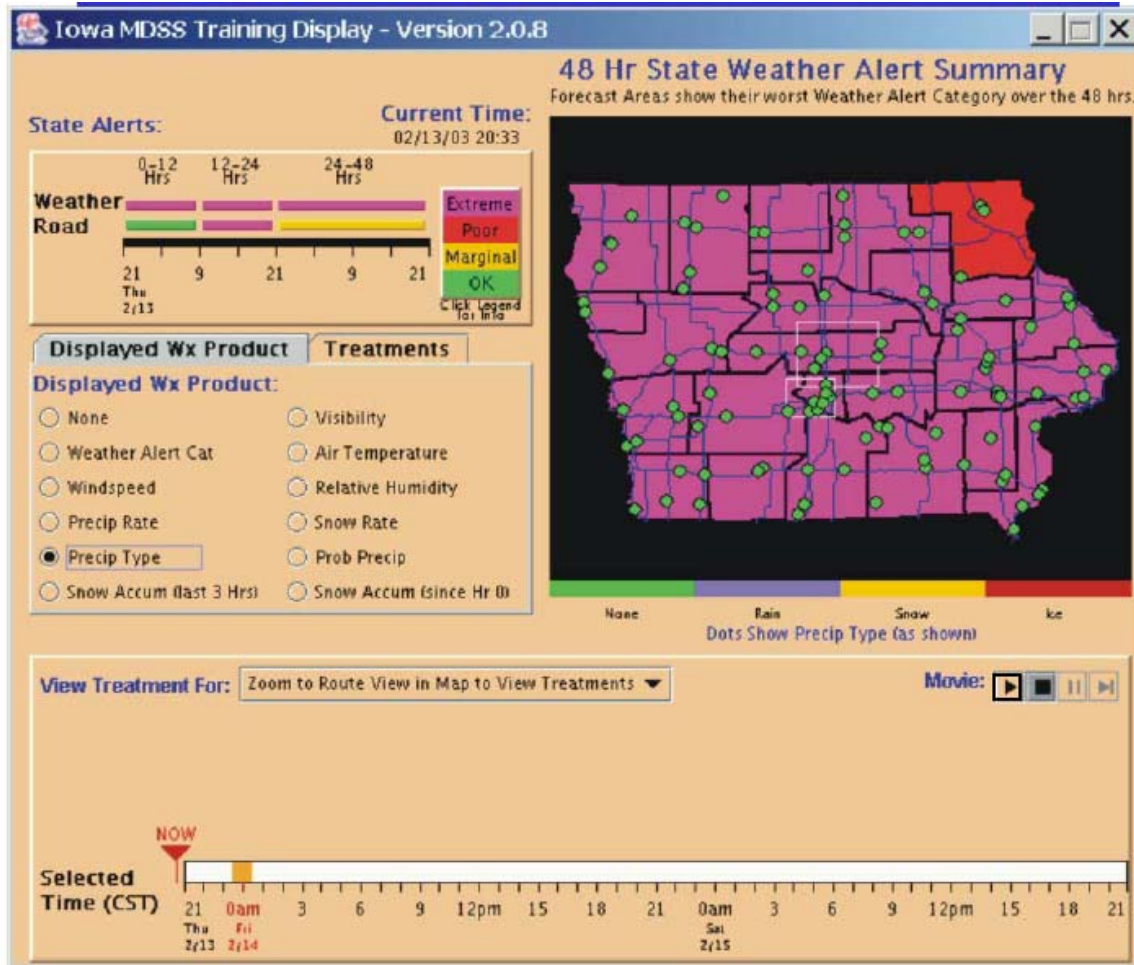 Iowa MDSS Training Display - Version 2.0.8
48 Hr State Weather Alert Summary
Forecast Areas show their worst Weather Alert Category over the 48 hrs.
State Alerts:
Current Time:
02/13/03 20:33
0-12 Hrs
12-24 Hrs
24-48 Hrs
Weather
Road
21 9 21 9 21
Thu
2/13
Extreme
Poor
Marginal
OK
Click Legend
for Info
Displayed Wx Product
Treatments
Displayed Wx Product:
None
Visibility
Weather Alert Cat
Air Temperature
Windspeed
Relative Humidity
Precip Rate
Snow Rate
Precip Type
Prob Precip
Snow Accum (last 3 Hrs)
Snow Accum (since Hr 0)
None Rain Snow Ice
Dots Show Precip Type (as shown)
View Treatment For:
Zoom to Route View in Map to View Treatments
Movie:
NOW
Selected
Time (CST)
21 0am 3 6 9 12pm 15 18 21 0am 3 6 9 12pm 15 18 21
Thu Fri Sat
2/13 2/14 2/15